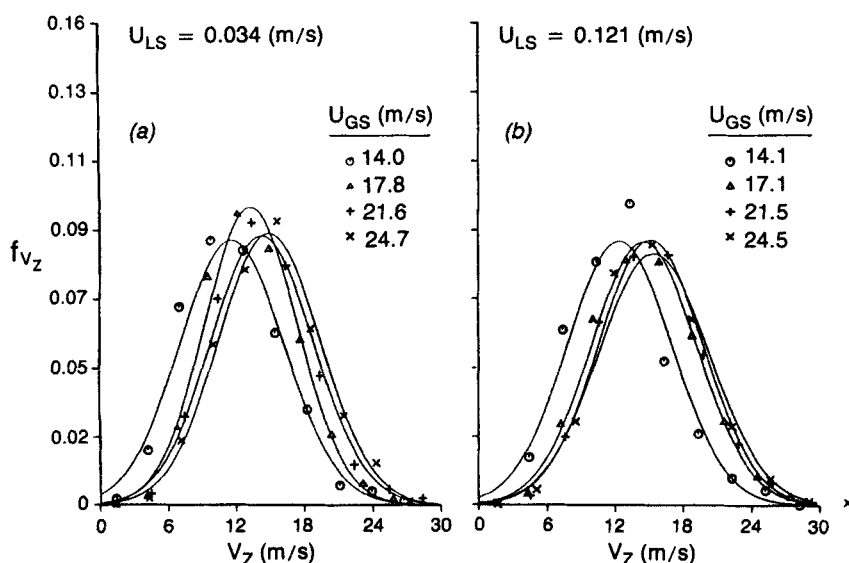 U_LS = 0.034 (m/s)
(a)
U_GS (m/s)
14.0
17.8
21.6
24.7
f_VZ
0.16
0.13
0.11
0.09
0.07
0.05
0.02
0
0 6 12 18 24 30
V_Z (m/s)
U_LS = 0.121 (m/s)
(b)
U_GS (m/s)
14.1
17.1
21.5
24.5
0 6 12 18 24 30
V_Z (m/s)